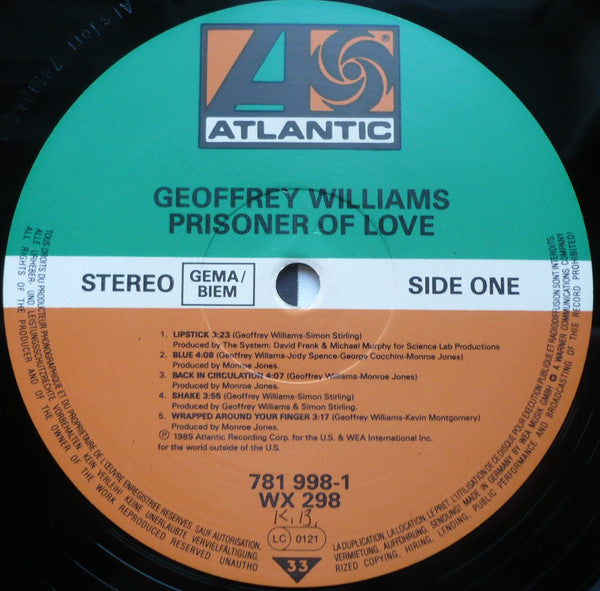 A1 S1011 781998-1
ATLANTIC
GEOFFREY WILLIAMS
PRISONER OF LOVE
STEREO
GEMA/
BIEM
SIDE ONE
1. LIPSTICK 3:23 (Geoffrey Williams-Simon Stirling)
Produced by The System: David Frank & Michael Murphy for Science Lab Productions
2. BLUE 4:08 (Geoffrey Willams-Jody Spence-George Cocchini-Monroe Jones)
Produced by Monroe Jones.
3. BACK IN CIRCULATION 4:07 (Geoffrey Williams-Monroe Jones)
Produced by Monroe Jones.
4. SHAKE 3:55 (Geoffrey Williams-Simon Stirling)
Produced by Geoffrey Williams & Simon Stirling.
5. WRAPPED AROUND YOUR FINGER 3:17 (Geoffrey Williams-Kevin Montgomery)
Produced by Monroe Jones.
℗ 1989 Atlantic Recording Corp. for the U.S. & WEA International Inc.
for the world outside of the U.S.
781 998-1
WX 298
K.B
LC 0121
33
TOUS DROITS DU PRODUCTEUR PHONOGRAPHIQUE ET DU PROPRIETAIRE DE L'ŒUVRE ENREGISTREE RESERVES. SAUF AUTORISATION,
LA DUPLICATION, LA LOCATION, LE PRET, L'UTILISATION DE CE DISQUE POUR EXECUTION PUBLIQUE ET RADIODIFFUSION SONT INTERDITS.
ALLE URHEBER- UND LEISTUNGSSCHUTZRECHTE VORBEHALTEN. KEIN VERLEIH! KEINE UNERLAUBTE VERVIELFÄLTIGUNG,
VERMIETUNG, AUFFÜHRUNG, SENDUNG! MADE IN GERMANY BY WEA MUSIK GMBH A WARNER COMMUNICATIONS COMPANY
ALL RIGHTS OF THE PRODUCER AND OF THE OWNER OF THE WORK REPRODUCED RESERVED UNAUTHO
RIZED COPYING, HIRING, LENDING, PUBLIC PERFORMANCE AND BROADCASTING OF THIS RECORD PROHIBITED!